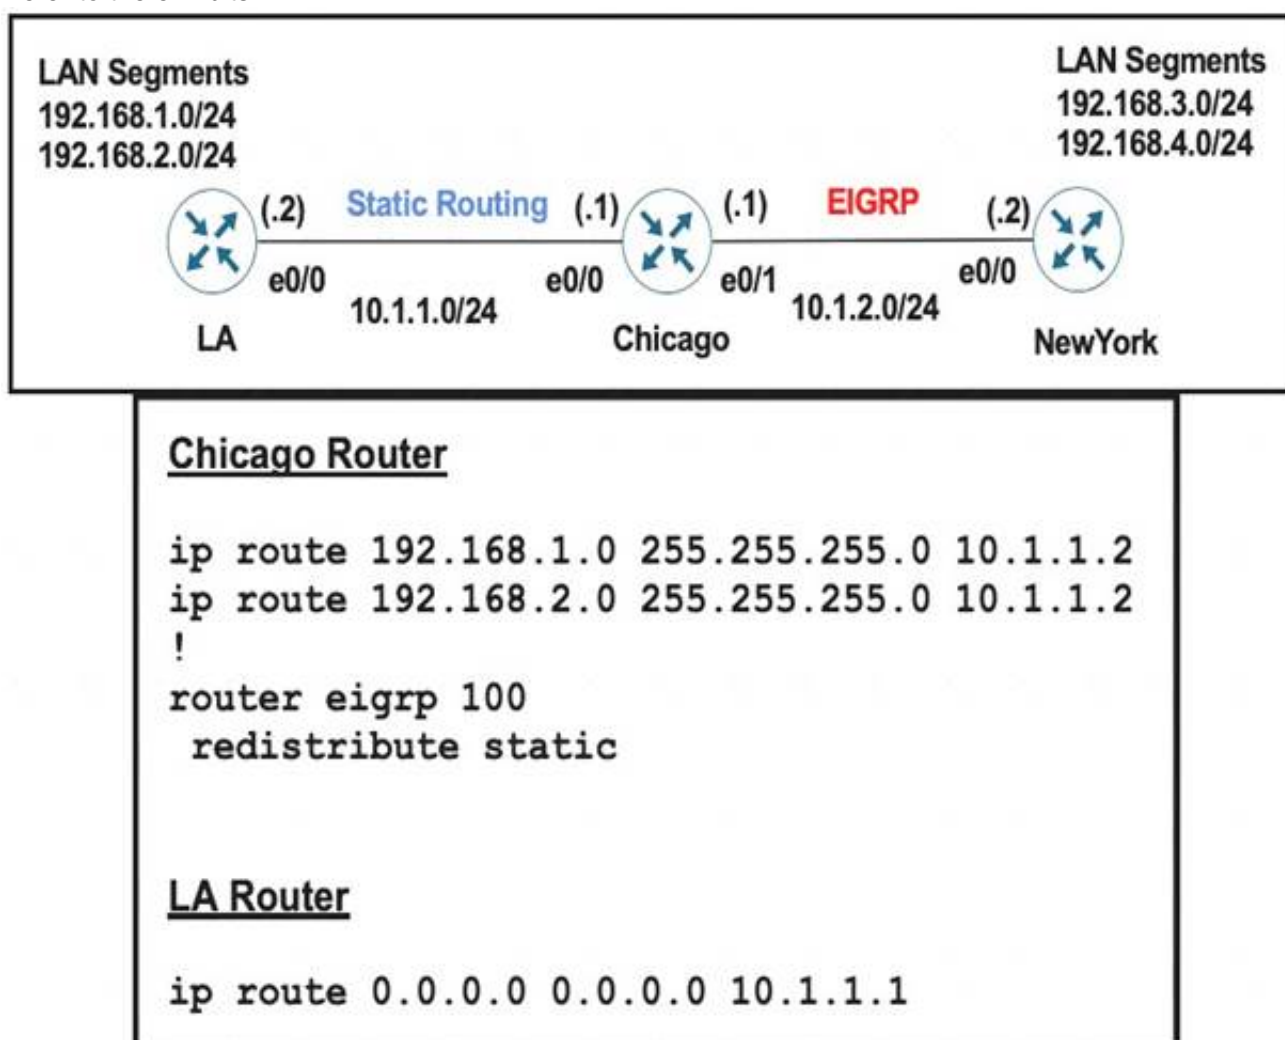 LAN Segments
192.168.1.0/24
192.168.2.0/24
LAN Segments
192.168.3.0/24
192.168.4.0/24
(.2) Static Routing (.1) (.1) EIGRP (.2)
e0/0 10.1.1.0/24 e0/0 e0/1 10.1.2.0/24 e0/0
LA Chicago NewYork
Chicago Router
ip route 192.168.1.0 255.255.255.0 10.1.1.2
ip route 192.168.2.0 255.255.255.0 10.1.1.2
!
router eigrp 100
redistribute static
LA Router
ip route 0.0.0.0 0.0.0.0 10.1.1.1